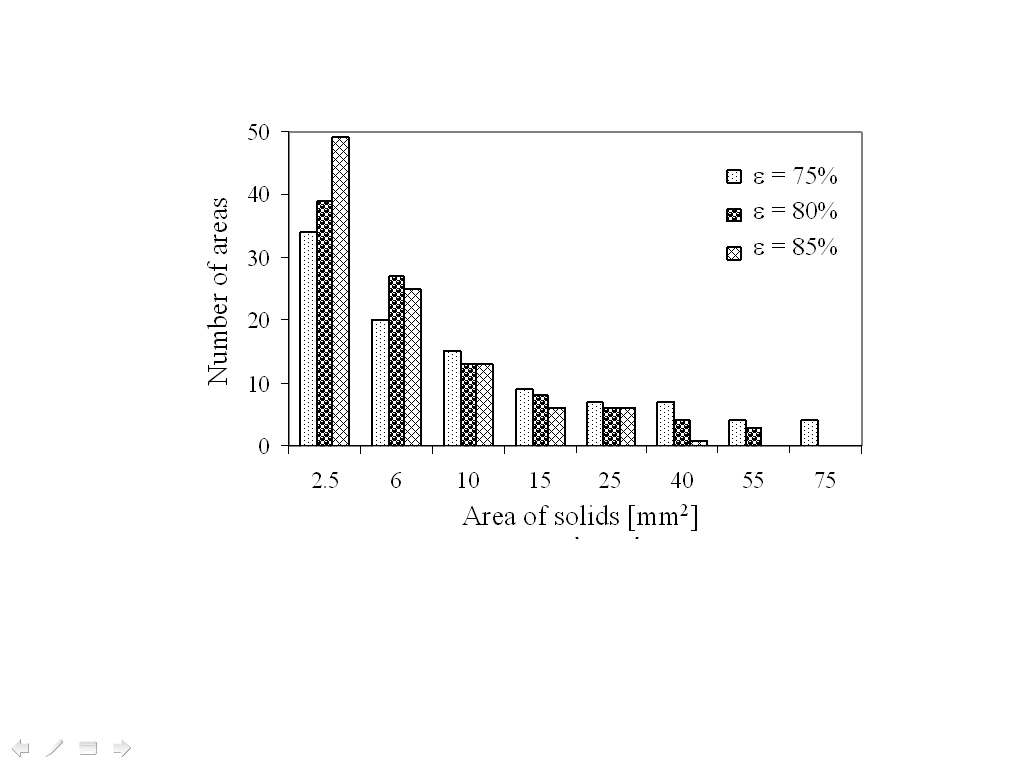 50
40
30
20
10
0
Number of areas
ε = 75%
ε = 80%
ε = 85%
2.5 6 10 15 25 40 55 75
Area of solids [mm²]